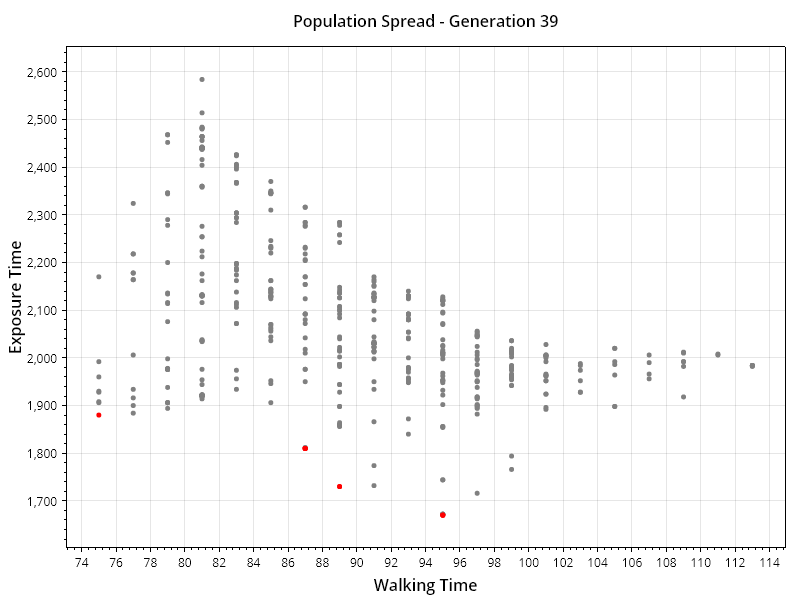 Population Spread - Generation 39
Exposure Time
2,600
2,500
2,400
2,300
2,200
2,100
2,000
1,900
1,800
1,700
74 76 78 80 82 84 86 88 90 92 94 96 98 100 102 104 106 108 110 112 114
Walking Time